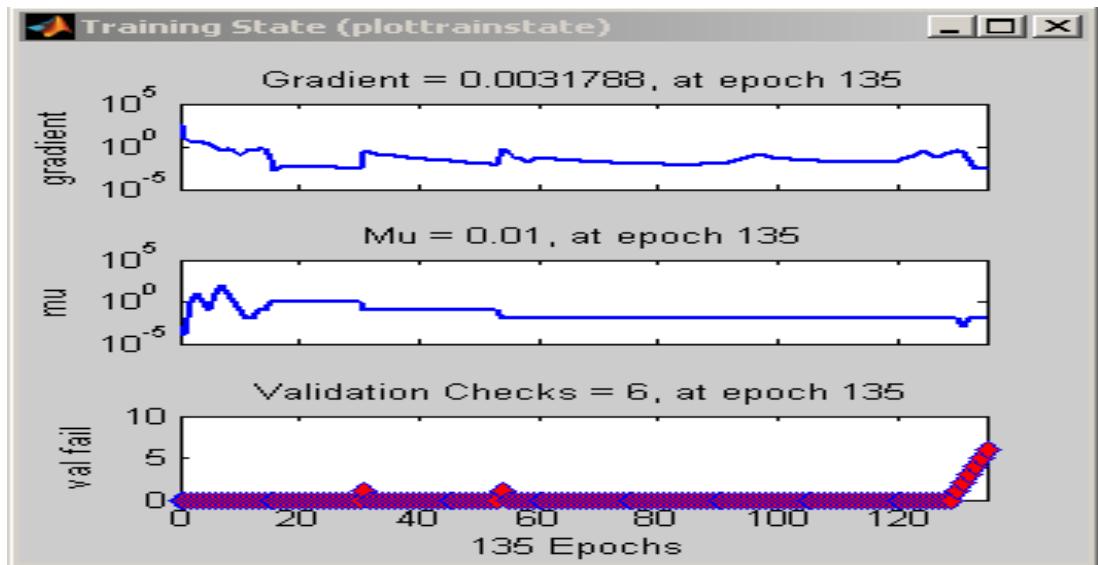 Training State (plottrainstate)
Gradient = 0.0031788, at epoch 135
10^5
10^0
10^-5
gradient
Mu = 0.01, at epoch 135
10^5
10^0
10^-5
mu
Validation Checks = 6, at epoch 135
10
5
0
val fail
0 20 40 60 80 100 120
135 Epochs